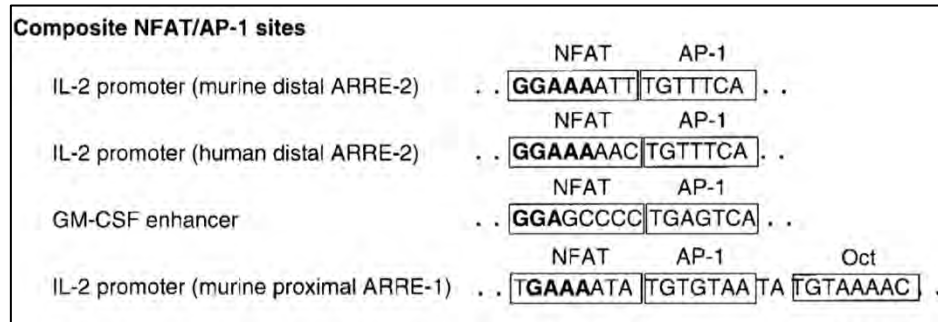 Composite NFAT/AP-1 sites
NFAT AP-1
IL-2 promoter (murine distal ARRE-2) . . GGAAAATT TGTTTCA . .
NFAT AP-1
IL-2 promoter (human distal ARRE-2) . . GGAAAAAC TGTTTCA . .
NFAT AP-1
GM-CSF enhancer . . GGAGCCCC TGAGTCA . .
NFAT AP-1 Oct
IL-2 promoter (murine proximal ARRE-1) . . TGAAAATA TGTGTAA TA TGTAAAAC . .